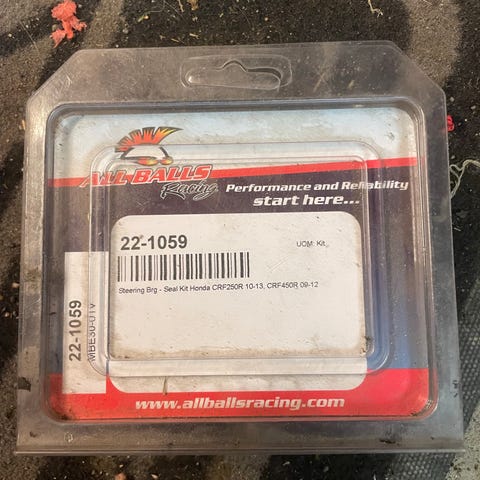 ALL BALLS
Racing
Performance and Reliability
start here...
22-1059
UOM: Kit
Steering Brg - Seal Kit Honda CRF250R 10-13, CRF450R 09-12
22-1059
www.allballsracing.com